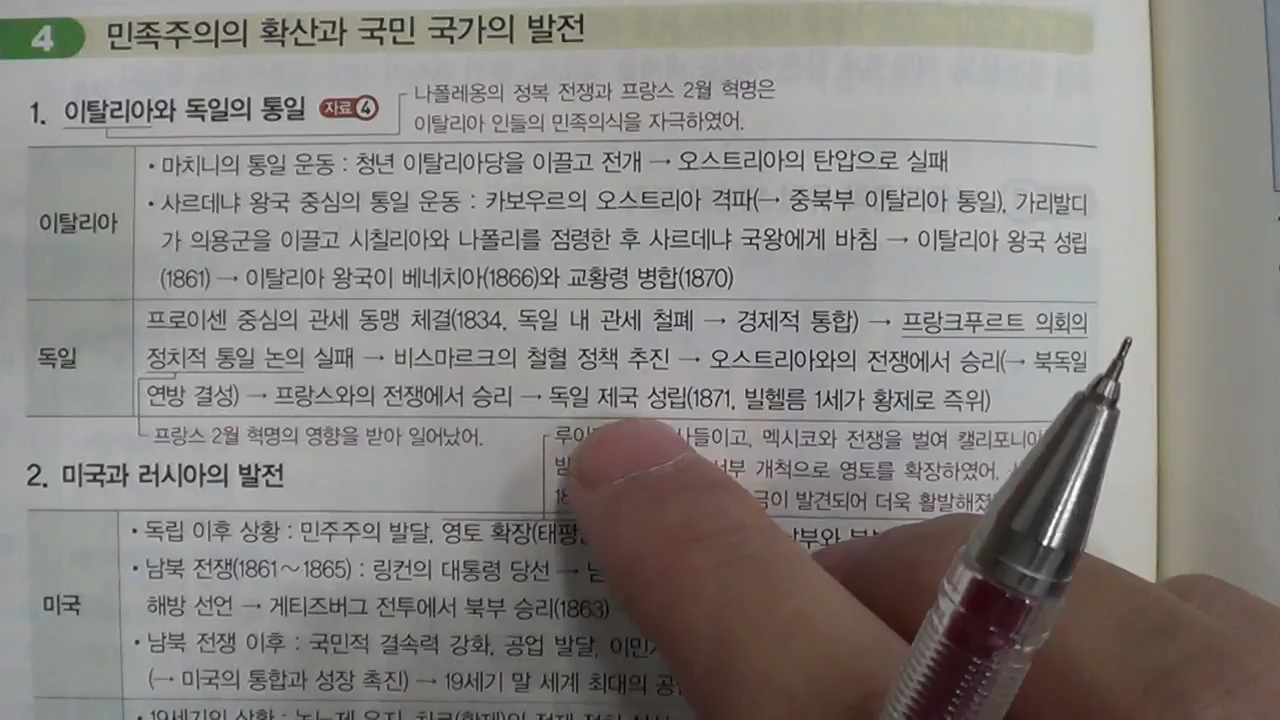 4 민족주의의 확산과 국민 국가의 발전
1. 이탈리아와 독일의 통일 자료 4
나폴레옹의 정복 전쟁과 프랑스 2월 혁명은
이탈리아 인들의 민족의식을 자극하였어.
이탈리아
• 마치니의 통일 운동 : 청년 이탈리아당을 이끌고 전개 → 오스트리아의 탄압으로 실패
• 사르데냐 왕국 중심의 통일 운동 : 카보우르의 오스트리아 격파(→ 중북부 이탈리아 통일), 가리발디
가 의용군을 이끌고 시칠리아와 나폴리를 점령한 후 사르데냐 국왕에게 바침 → 이탈리아 왕국 성립
(1861) → 이탈리아 왕국이 베네치아(1866)와 교황령 병합(1870)
독일
프로이센 중심의 관세 동맹 체결(1834, 독일 내 관세 철폐 → 경제적 통합) → 프랑크푸르트 의회의
정치적 통일 논의 실패 → 비스마르크의 철혈 정책 추진 → 오스트리아와의 전쟁에서 승리(→ 북독일
연방 결성) → 프랑스와의 전쟁에서 승리 → 독일 제국 성립(1871, 빌헬름 1세가 황제로 즉위)
프랑스 2월 혁명의 영향을 받아 일어났어.
멕시코와 전쟁을 벌여 캘리포니아
개척으로 영토를 확장하였어.
금이 발견되어 더욱 활발해졌
2. 미국과 러시아의 발전
미국
• 독립 이후 상황 : 민주주의 발달, 영토 확장
• 남북 전쟁(1861~1865) : 링컨의 대통령 당선 →
해방 선언 → 게티즈버그 전투에서 북부 승리(1863)
• 남북 전쟁 이후 : 국민적 결속력 강화, 공업 발달,
(→ 미국의 통합과 성장 촉진) → 19세기 말 세계 최대의
• 19세기의 상황 :